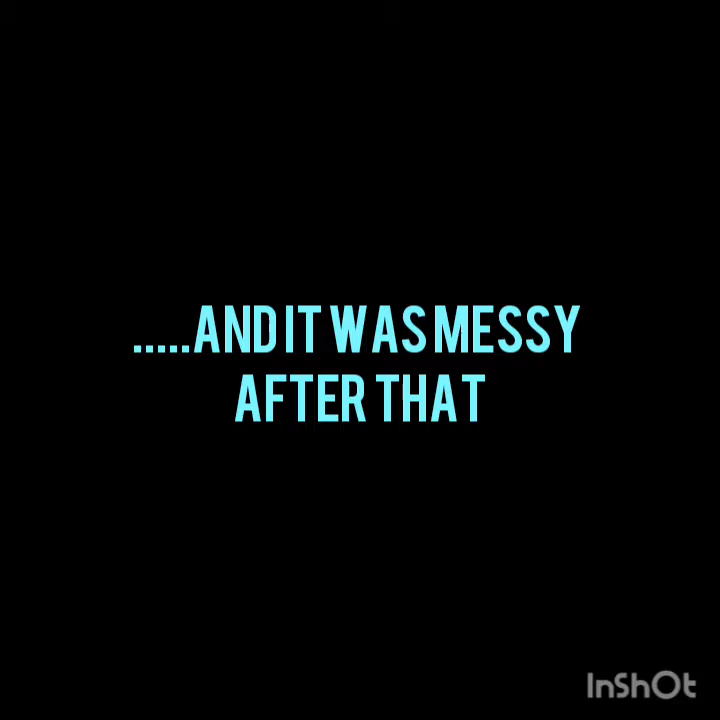 .....AND IT WAS MESSY
AFTER THAT
InShOt